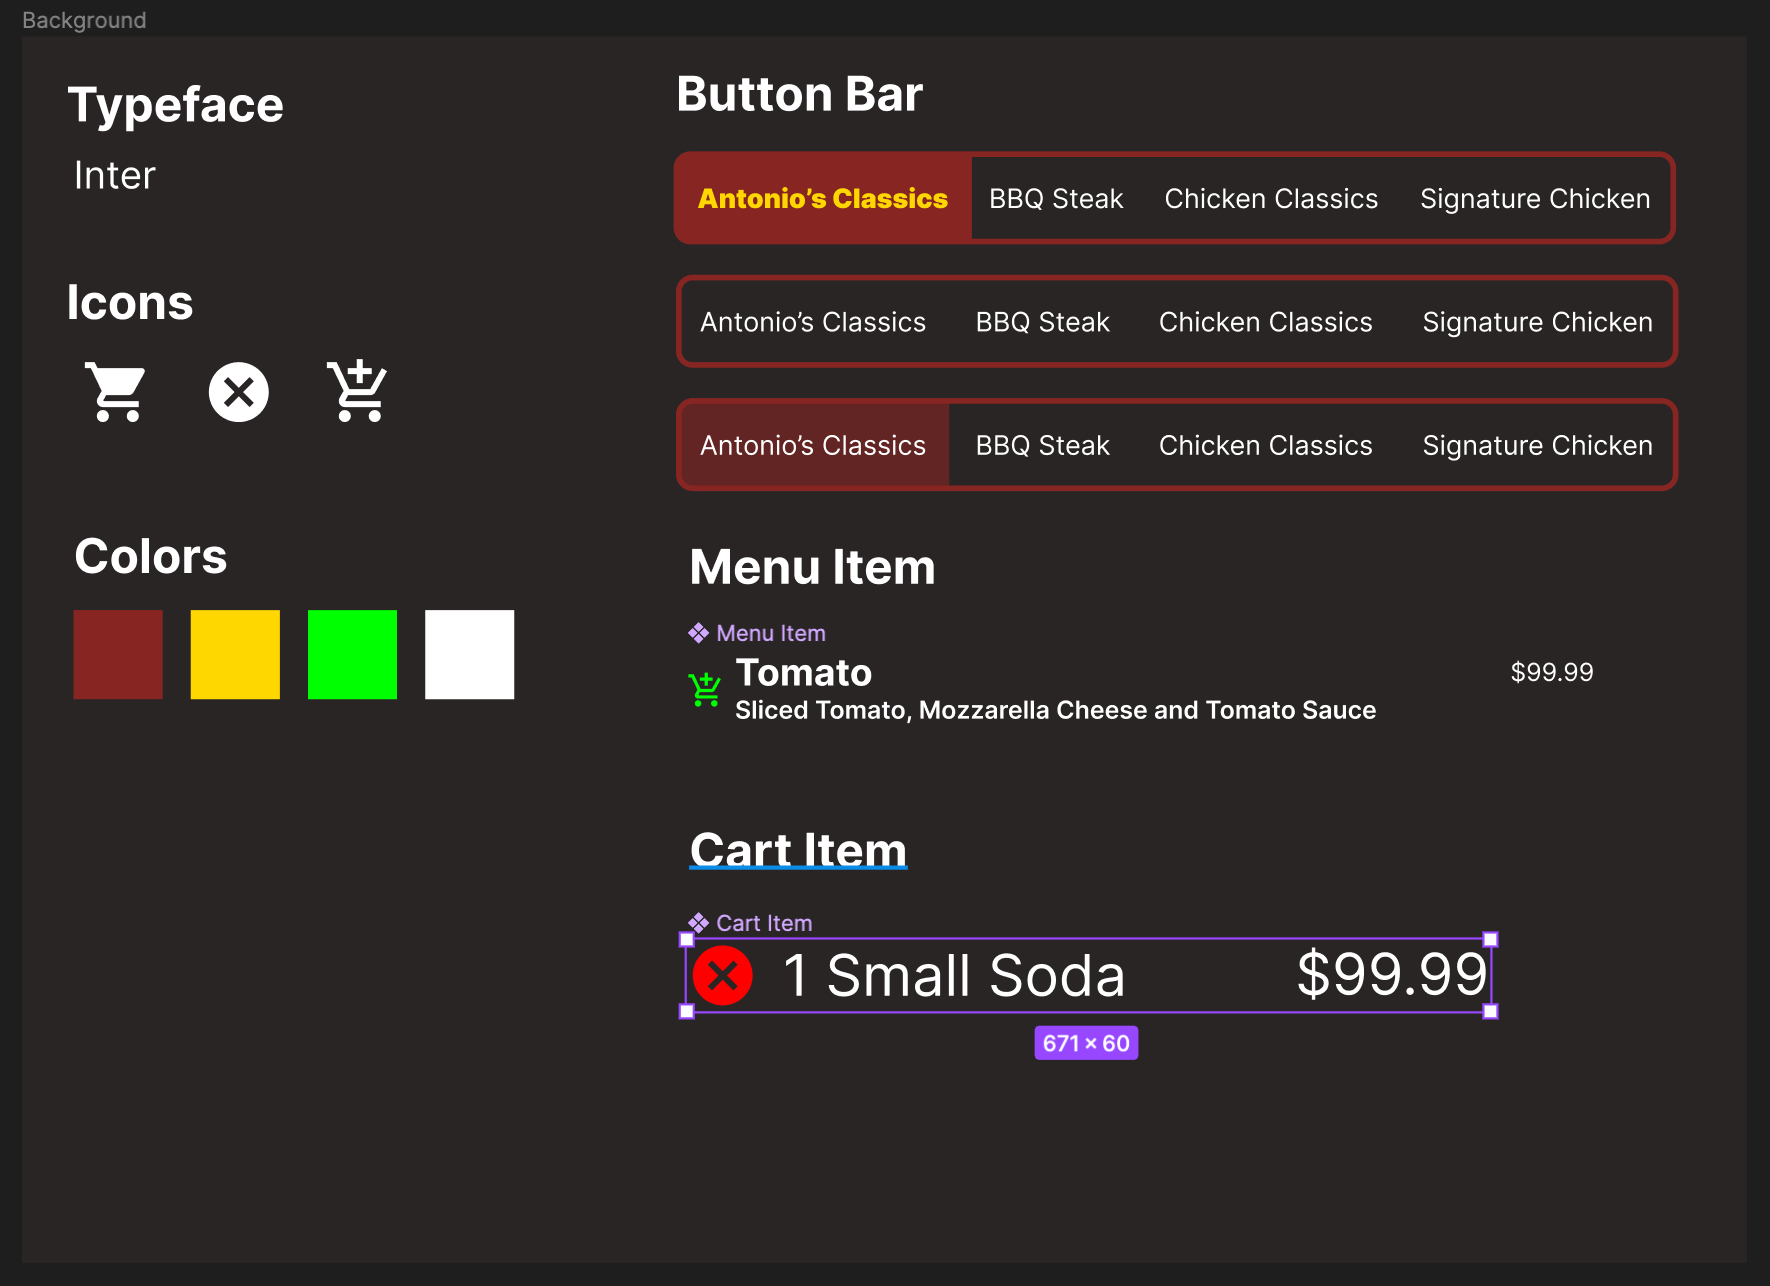 Background
Typeface
Inter
Icons
Colors
Button Bar
Antonio’s Classics BBQ Steak Chicken Classics Signature Chicken
Antonio’s Classics BBQ Steak Chicken Classics Signature Chicken
Antonio’s Classics BBQ Steak Chicken Classics Signature Chicken
Menu Item
Menu Item
Tomato $99.99
Sliced Tomato, Mozzarella Cheese and Tomato Sauce
Cart Item
Cart Item
1 Small Soda $99.99
671 × 60